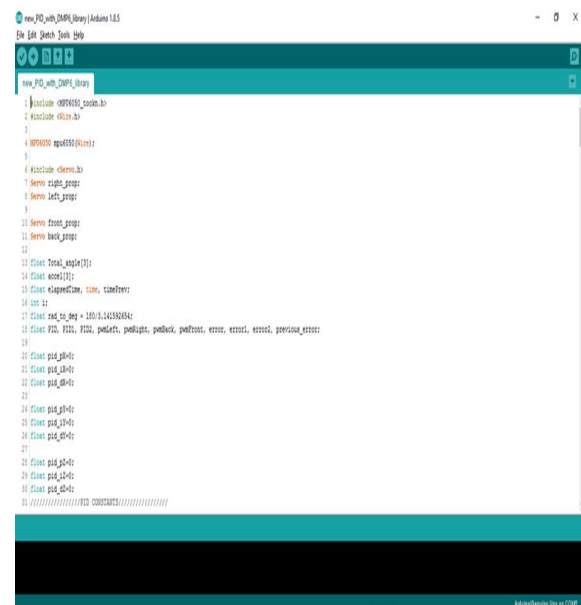 new_PID_with_DMP6_library | Arduino 1.8.5
File Edit Sketch Tools Help
new_PID_with_DMP6_library
1 #include <MPU6050_tockn.h>
2 #include <Wire.h>
3
4 MPU6050 mpu6050(Wire);
5
6 #include <Servo.h>
7 Servo right_prop;
8 Servo left_prop;
9
10 Servo front_prop;
11 Servo back_prop;
12
13 float Total_angle[3];
14 float accel[3];
15 float elapsedTime, time, timePrev;
16 int i;
17 float rad_to_deg = 180/3.141592654;
18 float PID, PID1, PID2, pwmLeft, pwmRight, pwmBack, pwmFront, error, error1, error2, previous_error;
19
20 float pid_pX=0;
21 float pid_iX=0;
22 float pid_dX=0;
23
24 float pid_pY=0;
25 float pid_iY=0;
26 float pid_dY=0;
27
28 float pid_pZ=0;
29 float pid_iZ=0;
30 float pid_dZ=0;
31 /////////////////PID CONSTANTS/////////////////
Arduino/Genuino Uno on COM5